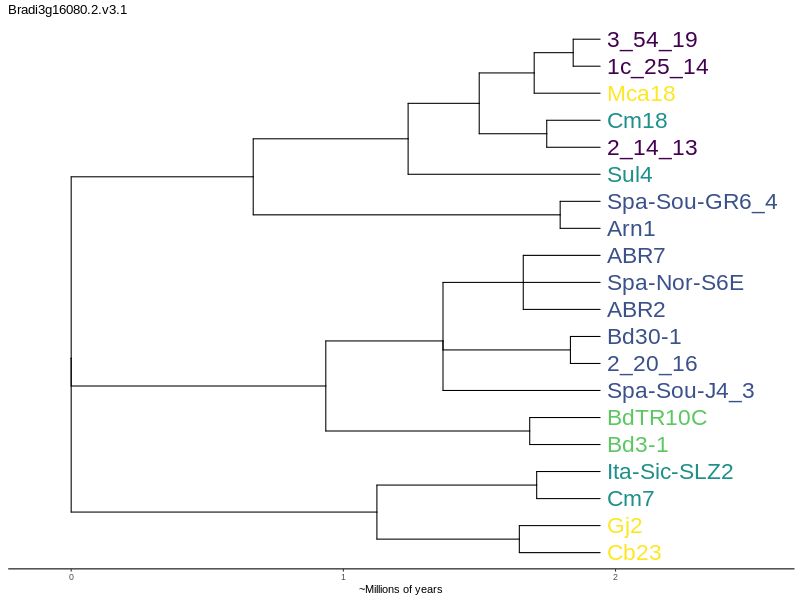 Bradi3g16080.2.v3.1
3_54_19
1c_25_14
Mca18
Cm18
2_14_13
Sul4
Spa-Sou-GR6_4
Arn1
ABR7
Spa-Nor-S6E
ABR2
Bd30-1
2_20_16
Spa-Sou-J4_3
BdTR10C
Bd3-1
Ita-Sic-SLZ2
Cm7
Gj2
Cb23
0 1 2
~Millions of years